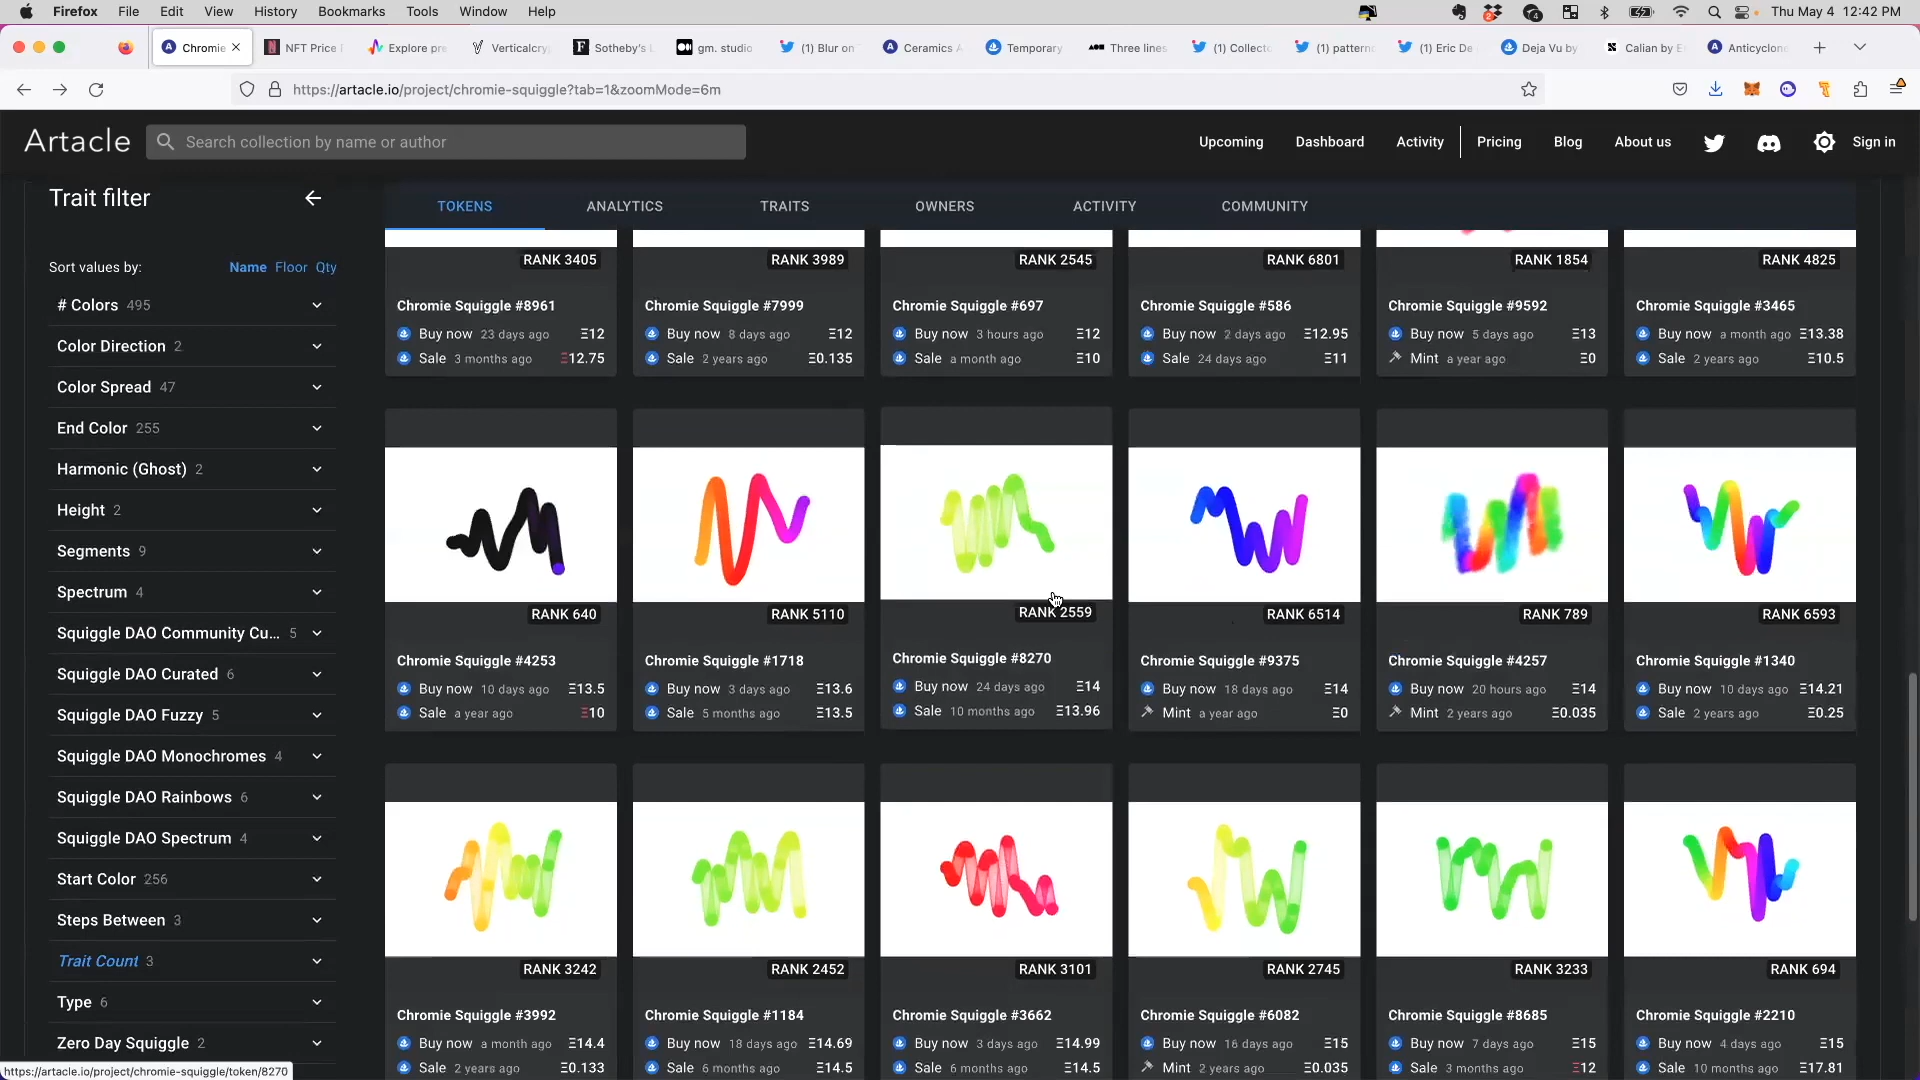 Firefox File Edit View History Bookmarks Tools Window Help
Thu May 4 12:42 PM
Chromie
NFT Price
Explore pre
Verticalcry
Sotheby's
gm. studio
(1) Blur on
Ceramics
Temporary
Three lines
(1) Collect
(1) pattern
(1) Eric De
Deja Vu by
Calian by E
Anticyclon
https://artacle.io/project/chromie-squiggle?tab=1&zoomMode=6m
Artacle
Search collection by name or author
Upcoming Dashboard Activity Pricing Blog About us Sign in
Trait filter
TOKENS ANALYTICS TRAITS OWNERS ACTIVITY COMMUNITY
Sort values by: Name Floor Qty
# Colors 495
Color Direction 2
Color Spread 47
End Color 255
Harmonic (Ghost) 2
Height 2
Segments 9
Spectrum 4
Squiggle DAO Community Cu... 5
Squiggle DAO Curated 6
Squiggle DAO Fuzzy 5
Squiggle DAO Monochromes 4
Squiggle DAO Rainbows 6
Squiggle DAO Spectrum 4
Start Color 256
Steps Between 3
Trait Count 3
Type 6
Zero Day Squiggle 2
RANK 3405
Chromie Squiggle #8961
Buy now 23 days ago Ξ12
Sale 3 months ago Ξ12.75
RANK 3989
Chromie Squiggle #7999
Buy now 8 days ago Ξ12
Sale 2 years ago Ξ0.135
RANK 2545
Chromie Squiggle #697
Buy now 3 hours ago Ξ12
Sale a month ago Ξ10
RANK 6801
Chromie Squiggle #586
Buy now 2 days ago Ξ12.95
Sale 24 days ago Ξ11
RANK 1854
Chromie Squiggle #9592
Buy now 5 days ago Ξ13
Mint a year ago Ξ0
RANK 4825
Chromie Squiggle #3465
Buy now a month ago Ξ13.38
Sale 2 years ago Ξ10.5
RANK 640
Chromie Squiggle #4253
Buy now 10 days ago Ξ13.5
Sale a year ago Ξ10
RANK 5110
Chromie Squiggle #1718
Buy now 3 days ago Ξ13.6
Sale 5 months ago Ξ13.5
RANK 2559
Chromie Squiggle #8270
Buy now 24 days ago Ξ14
Sale 10 months ago Ξ13.96
RANK 6514
Chromie Squiggle #9375
Buy now 18 days ago Ξ14
Mint a year ago Ξ0
RANK 789
Chromie Squiggle #4257
Buy now 20 hours ago Ξ14
Mint 2 years ago Ξ0.035
RANK 6593
Chromie Squiggle #1340
Buy now 10 days ago Ξ14.21
Sale 2 years ago Ξ0.25
RANK 3242
Chromie Squiggle #3992
Buy now a month ago Ξ14.4
Sale 2 years ago Ξ0.133
RANK 2452
Chromie Squiggle #1184
Buy now 18 days ago Ξ14.69
Sale 6 months ago Ξ14.5
RANK 3101
Chromie Squiggle #3662
Buy now 3 days ago Ξ14.99
Sale 6 months ago Ξ14.5
RANK 2745
Chromie Squiggle #6082
Buy now 16 days ago Ξ15
Mint 2 years ago Ξ0.035
RANK 3233
Chromie Squiggle #8685
Buy now 7 days ago Ξ15
Sale 3 months ago Ξ12
RANK 694
Chromie Squiggle #2210
Buy now 4 days ago Ξ15
Sale 10 months ago Ξ17.81
https://artacle.io/project/chromie-squiggle/token/8270